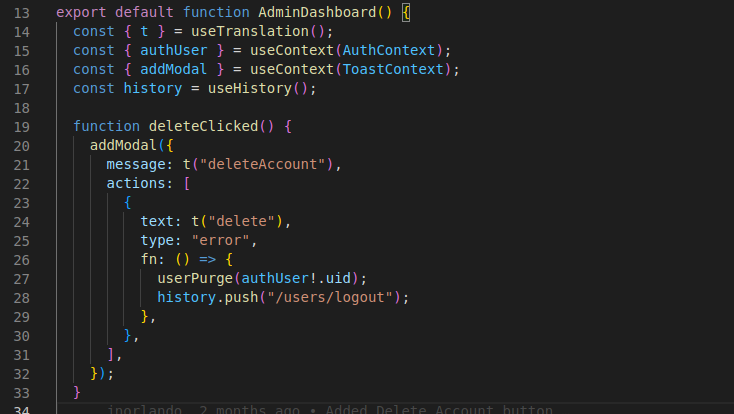 13 export default function AdminDashboard() {
14   const { t } = useTranslation();
15   const { authUser } = useContext(AuthContext);
16   const { addModal } = useContext(ToastContext);
17   const history = useHistory();
18
19   function deleteClicked() {
20     addModal({
21       message: t("deleteAccount"),
22       actions: [
23         {
24           text: t("delete"),
25           type: "error",
26           fn: () => {
27             userPurge(authUser!.uid);
28             history.push("/users/logout");
29           },
30         },
31       ],
32     });
33   }
34       jporlando, 2 months ago • Added Delete Account button